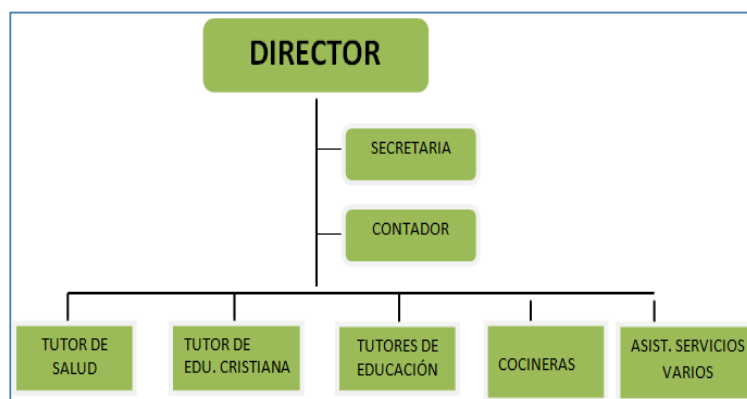 DIRECTOR
SECRETARIA
CONTADOR
TUTOR DE
SALUD
TUTOR DE
EDU. CRISTIANA
TUTORES DE
EDUCACIÓN
COCINERAS
ASIST. SERVICIOS
VARIOS